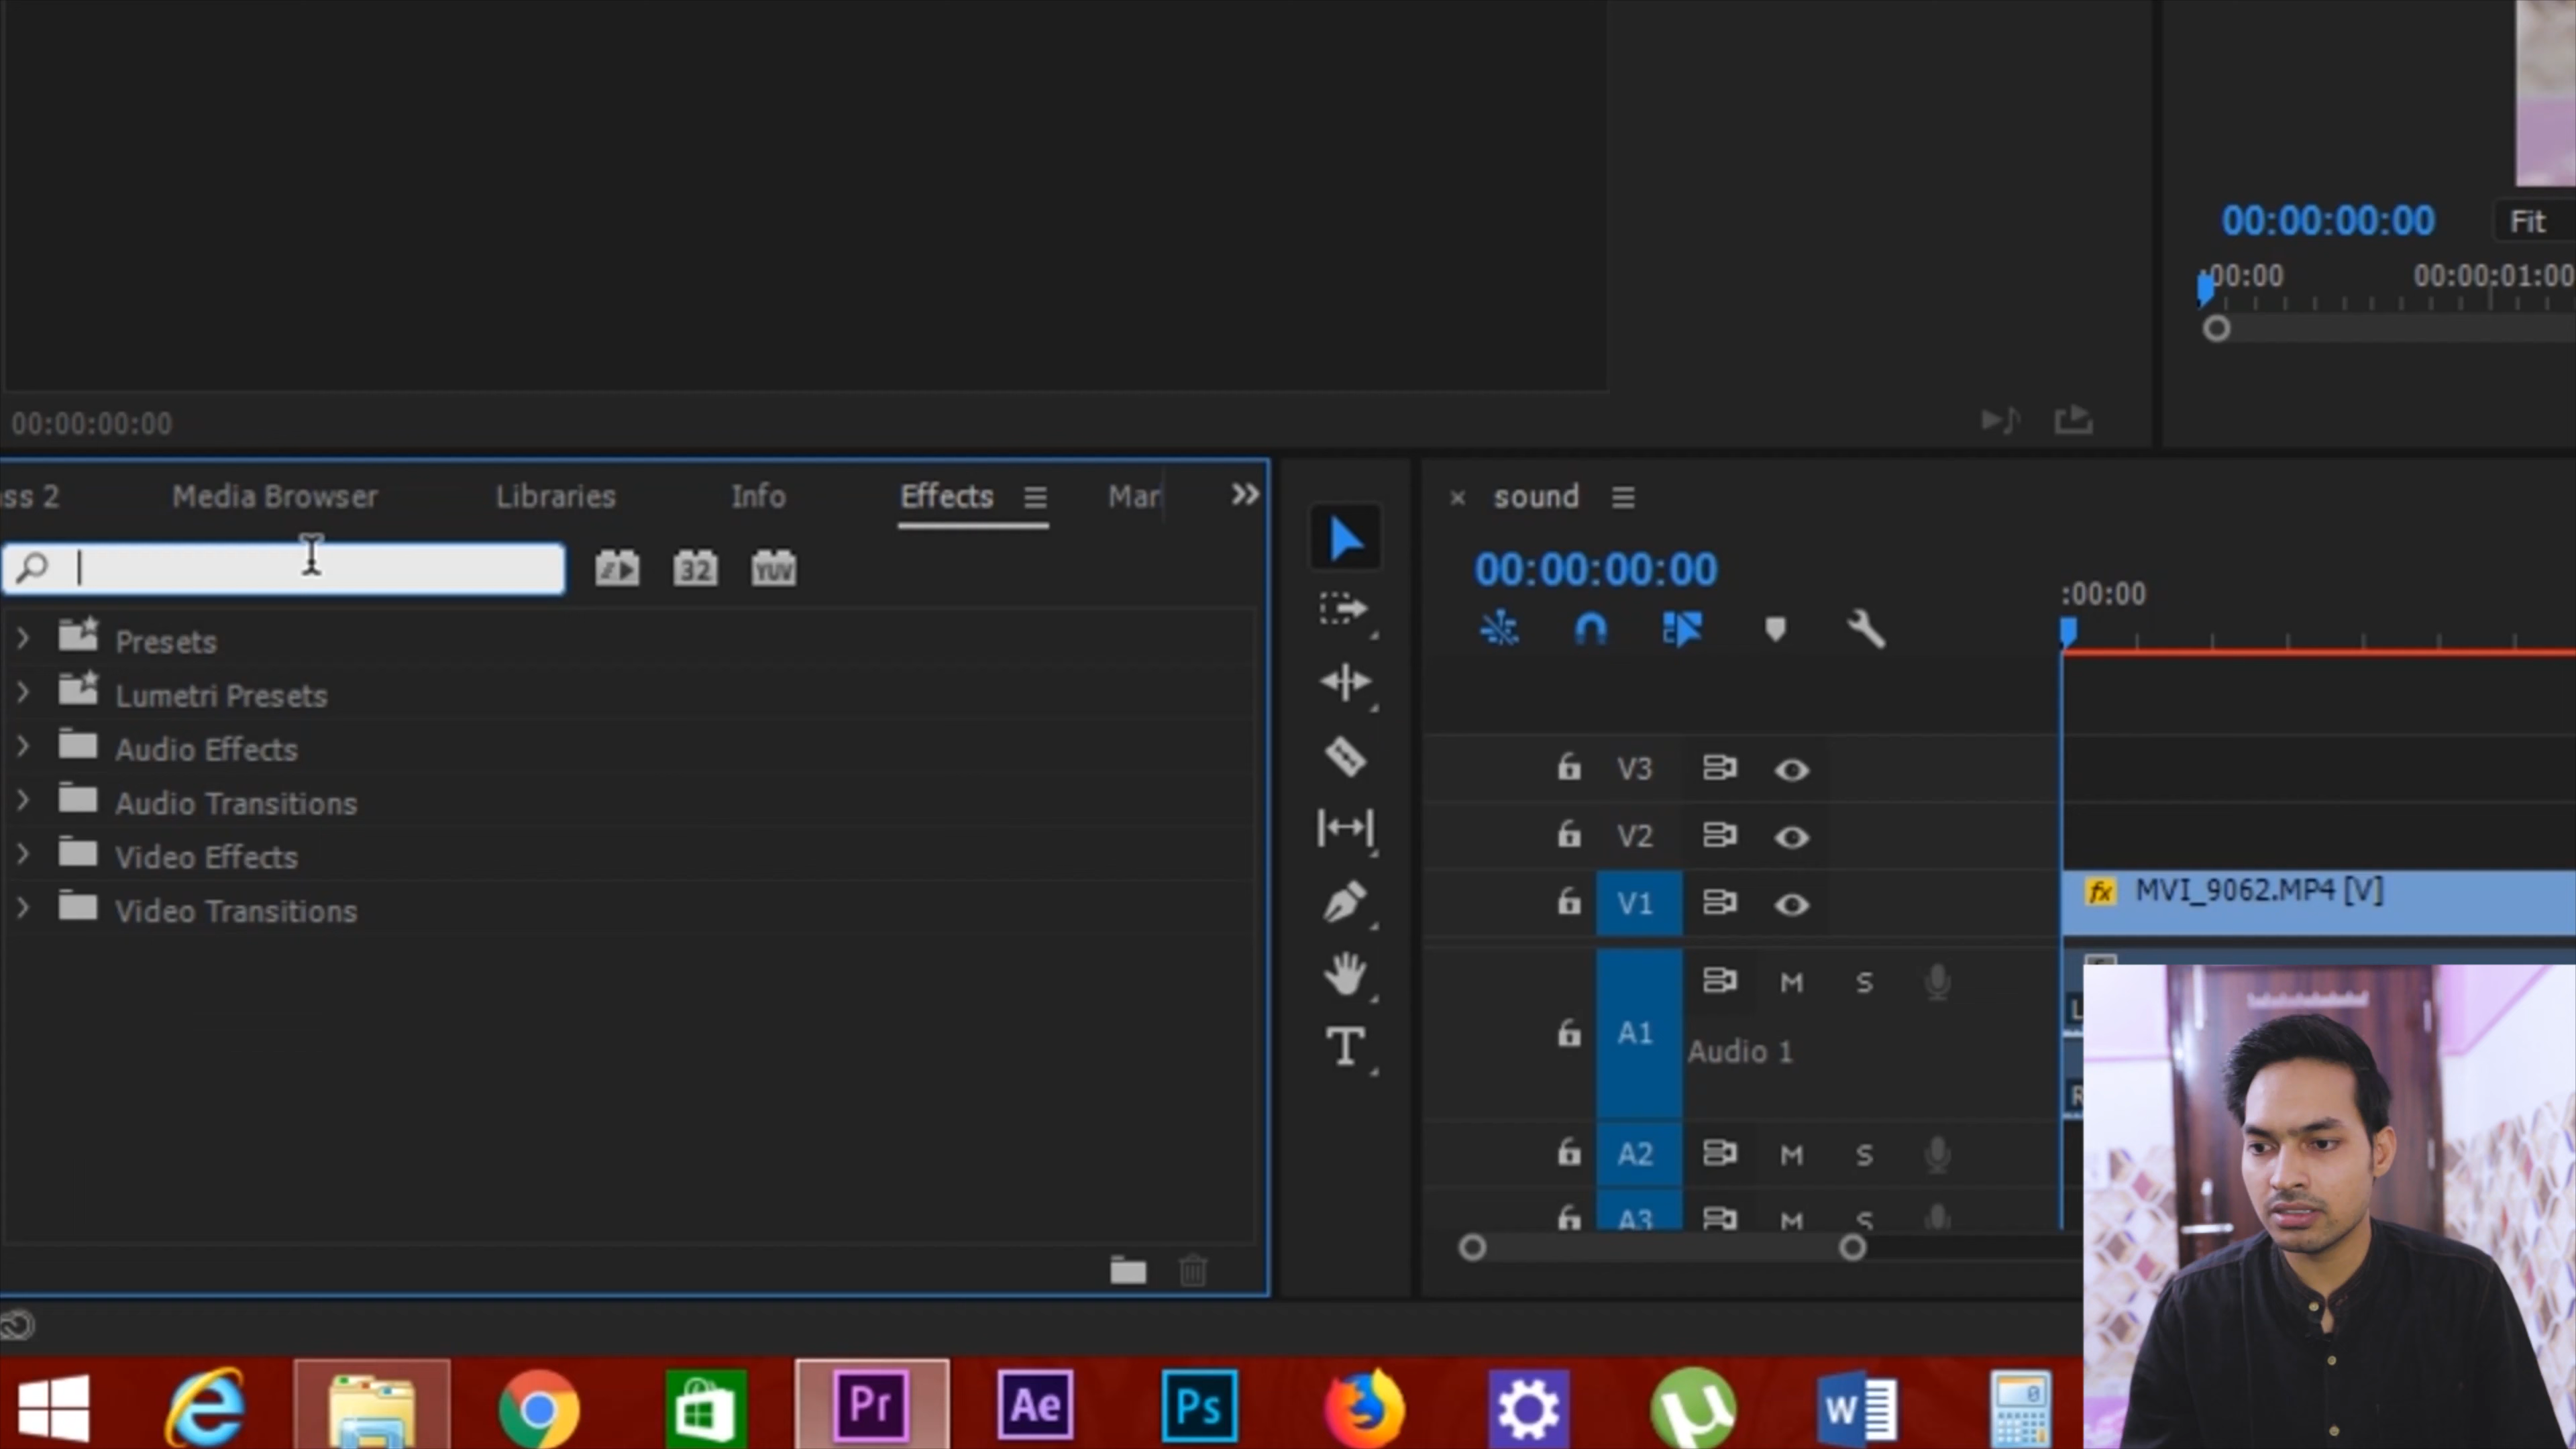 00:00:00:00
Fit
:00:00
00:00:01:00
00:00:00:00
ss 2
Media Browser
Libraries
Info
Effects
Mar
32
YUV
Presets
Lumetri Presets
Audio Effects
Audio Transitions
Video Effects
Video Transitions
T
sound
00:00:00:00
:00:00
V3
V2
V1
fx MVI_9062.MP4 [V]
A1
M
S
Audio 1
L
R
A2
M
S
A3
M
S
Pr
Ae
Ps
µ
W
0